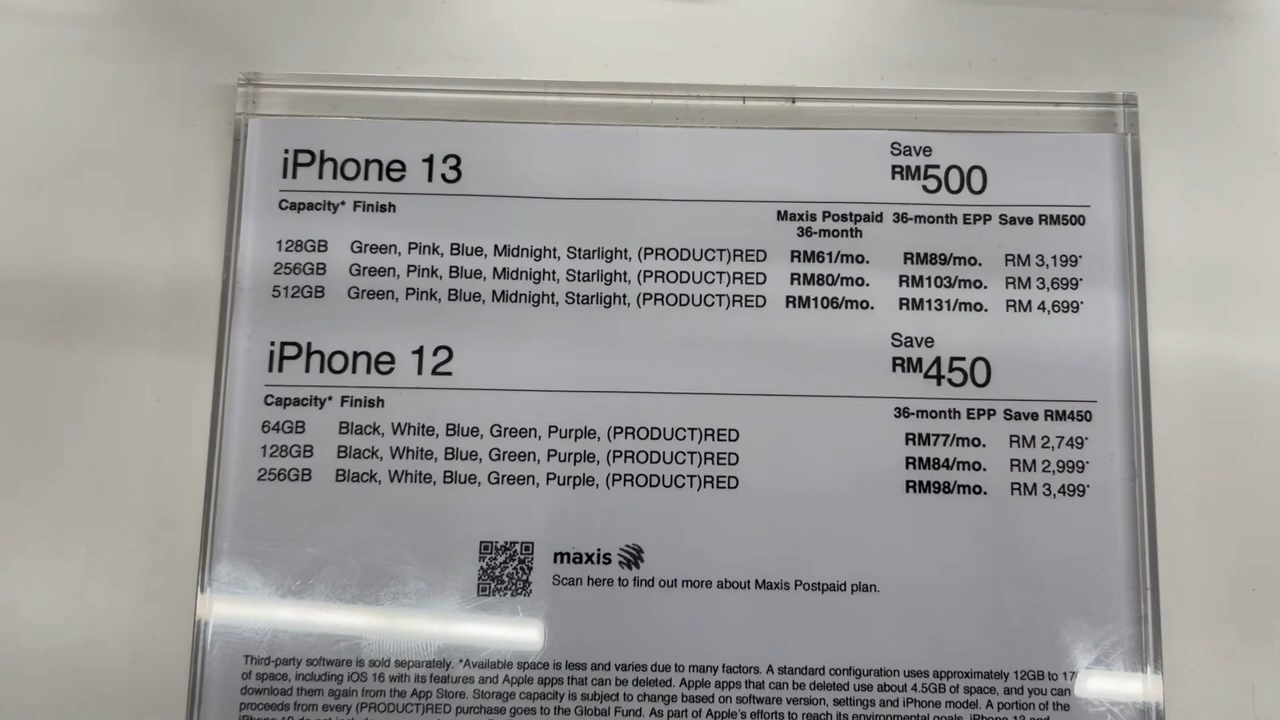 iPhone 13
Save
RM500
Capacity* Finish
Maxis Postpaid 36-month EPP Save RM500
36-month
128GB Green, Pink, Blue, Midnight, Starlight, (PRODUCT)RED RM61/mo. RM89/mo. RM 3,199*
256GB Green, Pink, Blue, Midnight, Starlight, (PRODUCT)RED RM80/mo. RM103/mo. RM 3,699*
512GB Green, Pink, Blue, Midnight, Starlight, (PRODUCT)RED RM106/mo. RM131/mo. RM 4,699*
iPhone 12
Save
RM450
Capacity* Finish
36-month EPP Save RM450
64GB Black, White, Blue, Green, Purple, (PRODUCT)RED RM77/mo. RM 2,749*
128GB Black, White, Blue, Green, Purple, (PRODUCT)RED RM84/mo. RM 2,999*
256GB Black, White, Blue, Green, Purple, (PRODUCT)RED RM98/mo. RM 3,499*
maxis
Scan here to find out more about Maxis Postpaid plan.
Third-party software is sold separately. *Available space is less and varies due to many factors. A standard configuration uses approximately 12GB to
of space, including iOS 16 with its features and Apple apps that can be deleted. Apple apps that can be deleted use about 4.5GB of space, and you can
download them again from the App Store. Storage capacity is subject to change based on software version, settings and iPhone model. A portion of the
proceeds from every (PRODUCT)RED purchase goes to the Global Fund. As part of Apple's efforts to reach its environmental goals, iPhone 13 and